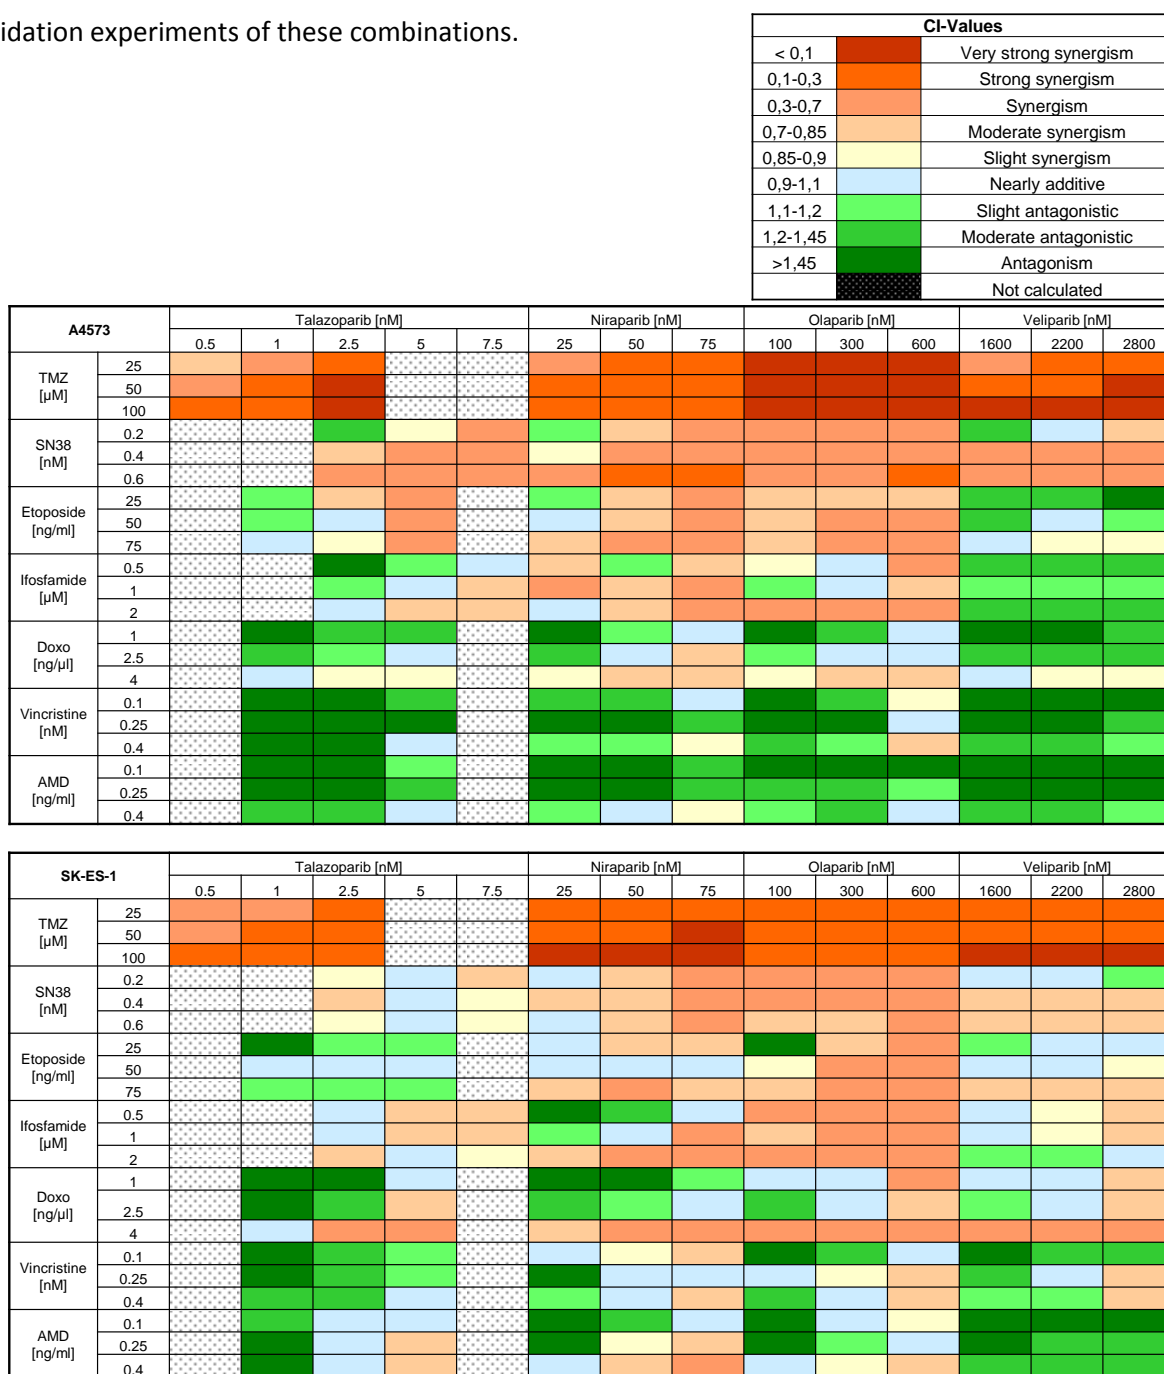 idation experiments of these combinations.
CI-Values
< 0,1 Very strong synergism
0,1-0,3 Strong synergism
0,3-0,7 Synergism
0,7-0,85 Moderate synergism
0,85-0,9 Slight synergism
0,9-1,1 Nearly additive
1,1-1,2 Slight antagonistic
1,2-1,45 Moderate antagonistic
>1,45 Antagonism
Not calculated
A4573 Talazoparib [nM] Niraparib [nM] Olaparib [nM] Veliparib [nM]
0.5 1 2.5 5 7.5 25 50 75 100 300 600 1600 2200 2800
TMZ [µM]
25
50
100
SN38 [nM]
0.2
0.4
0.6
Etoposide [ng/ml]
25
50
75
Ifosfamide [µM]
0.5
1
2
Doxo [ng/µl]
1
2.5
4
Vincristine [nM]
0.1
0.25
0.4
AMD [ng/ml]
0.1
0.25
0.4
SK-ES-1 Talazoparib [nM] Niraparib [nM] Olaparib [nM] Veliparib [nM]
0.5 1 2.5 5 7.5 25 50 75 100 300 600 1600 2200 2800
TMZ [µM]
25
50
100
SN38 [nM]
0.2
0.4
0.6
Etoposide [ng/ml]
25
50
75
Ifosfamide [µM]
0.5
1
2
Doxo [ng/µl]
1
2.5
4
Vincristine [nM]
0.1
0.25
0.4
AMD [ng/ml]
0.1
0.25
0.4